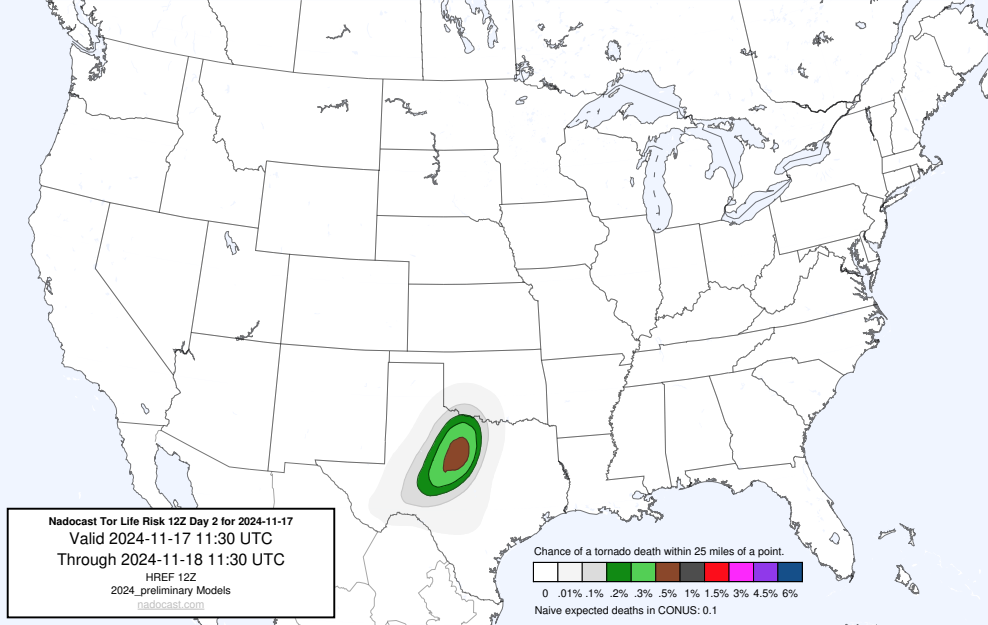 Nadocast Tor Life Risk 12Z Day 2 for 2024-11-17
Valid 2024-11-17 11:30 UTC
Through 2024-11-18 11:30 UTC
HREF 12Z
2024_preliminary Models
nadocast.com
Chance of a tornado death within 25 miles of a point.
0 .01% .1% .2% .3% .5% 1% 1.5% 3% 4.5% 6%
Naive expected deaths in CONUS: 0.1